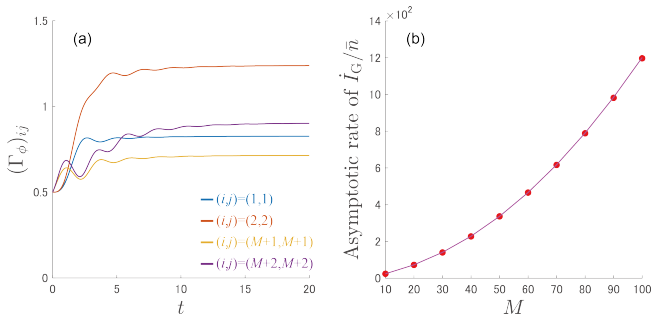 (a)
1.5
1
0.5
0
(Γ_ϕ)_{ij}
(i,j)=(1,1)
(i,j)=(2,2)
(i,j)=(M+1,M+1)
(i,j)=(M+2,M+2)
0 5 10 15 20
t
×10²
(b)
14
12
10
8
6
4
2
0
Asymptotic rate of İ_G/n̄
10 20 30 40 50 60 70 80 90 100
M